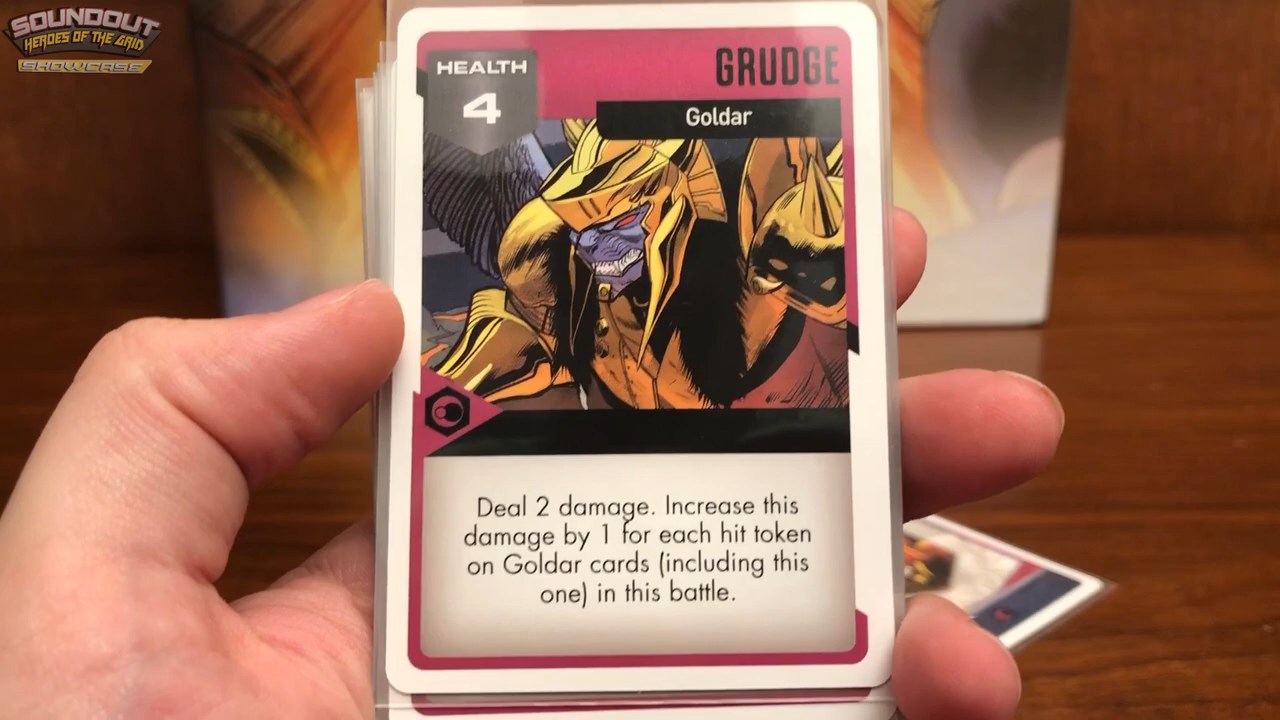 SOUNDOUT
HEROES OF THE GRID
SHOWCASE
HEALTH
4
GRUDGE
Goldar
Deal 2 damage. Increase this
damage by 1 for each hit token
on Goldar cards (including this
one) in this battle.